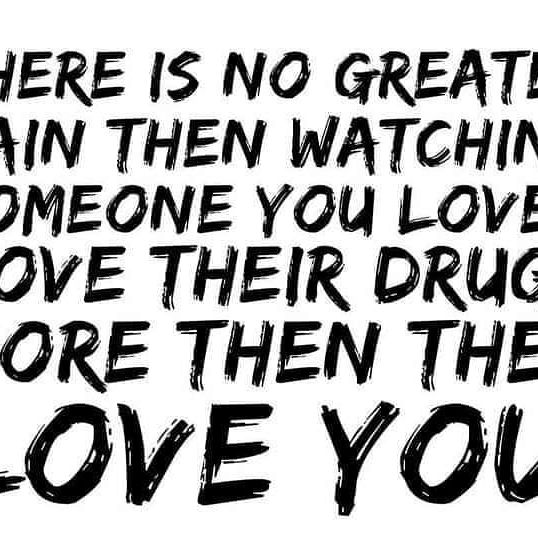 HERE IS NO GREATE
AIN THEN WATCHIN
OMEONE YOU LOVE
OVE THEIR DRUG
ORE THEN THE
LOVE YOU